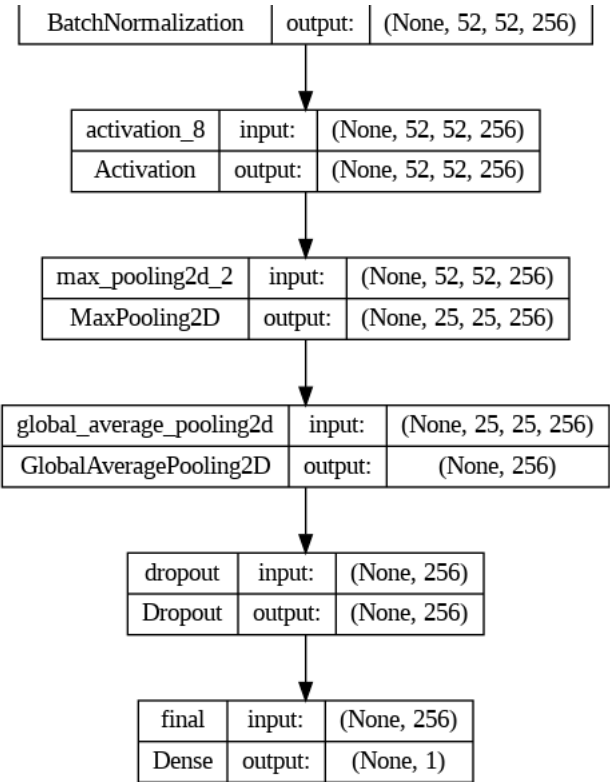 BatchNormalization output: (None, 52, 52, 256)
activation_8 input: (None, 52, 52, 256)
Activation output: (None, 52, 52, 256)
max_pooling2d_2 input: (None, 52, 52, 256)
MaxPooling2D output: (None, 25, 25, 256)
global_average_pooling2d input: (None, 25, 25, 256)
GlobalAveragePooling2D output: (None, 256)
dropout input: (None, 256)
Dropout output: (None, 256)
final input: (None, 256)
Dense output: (None, 1)